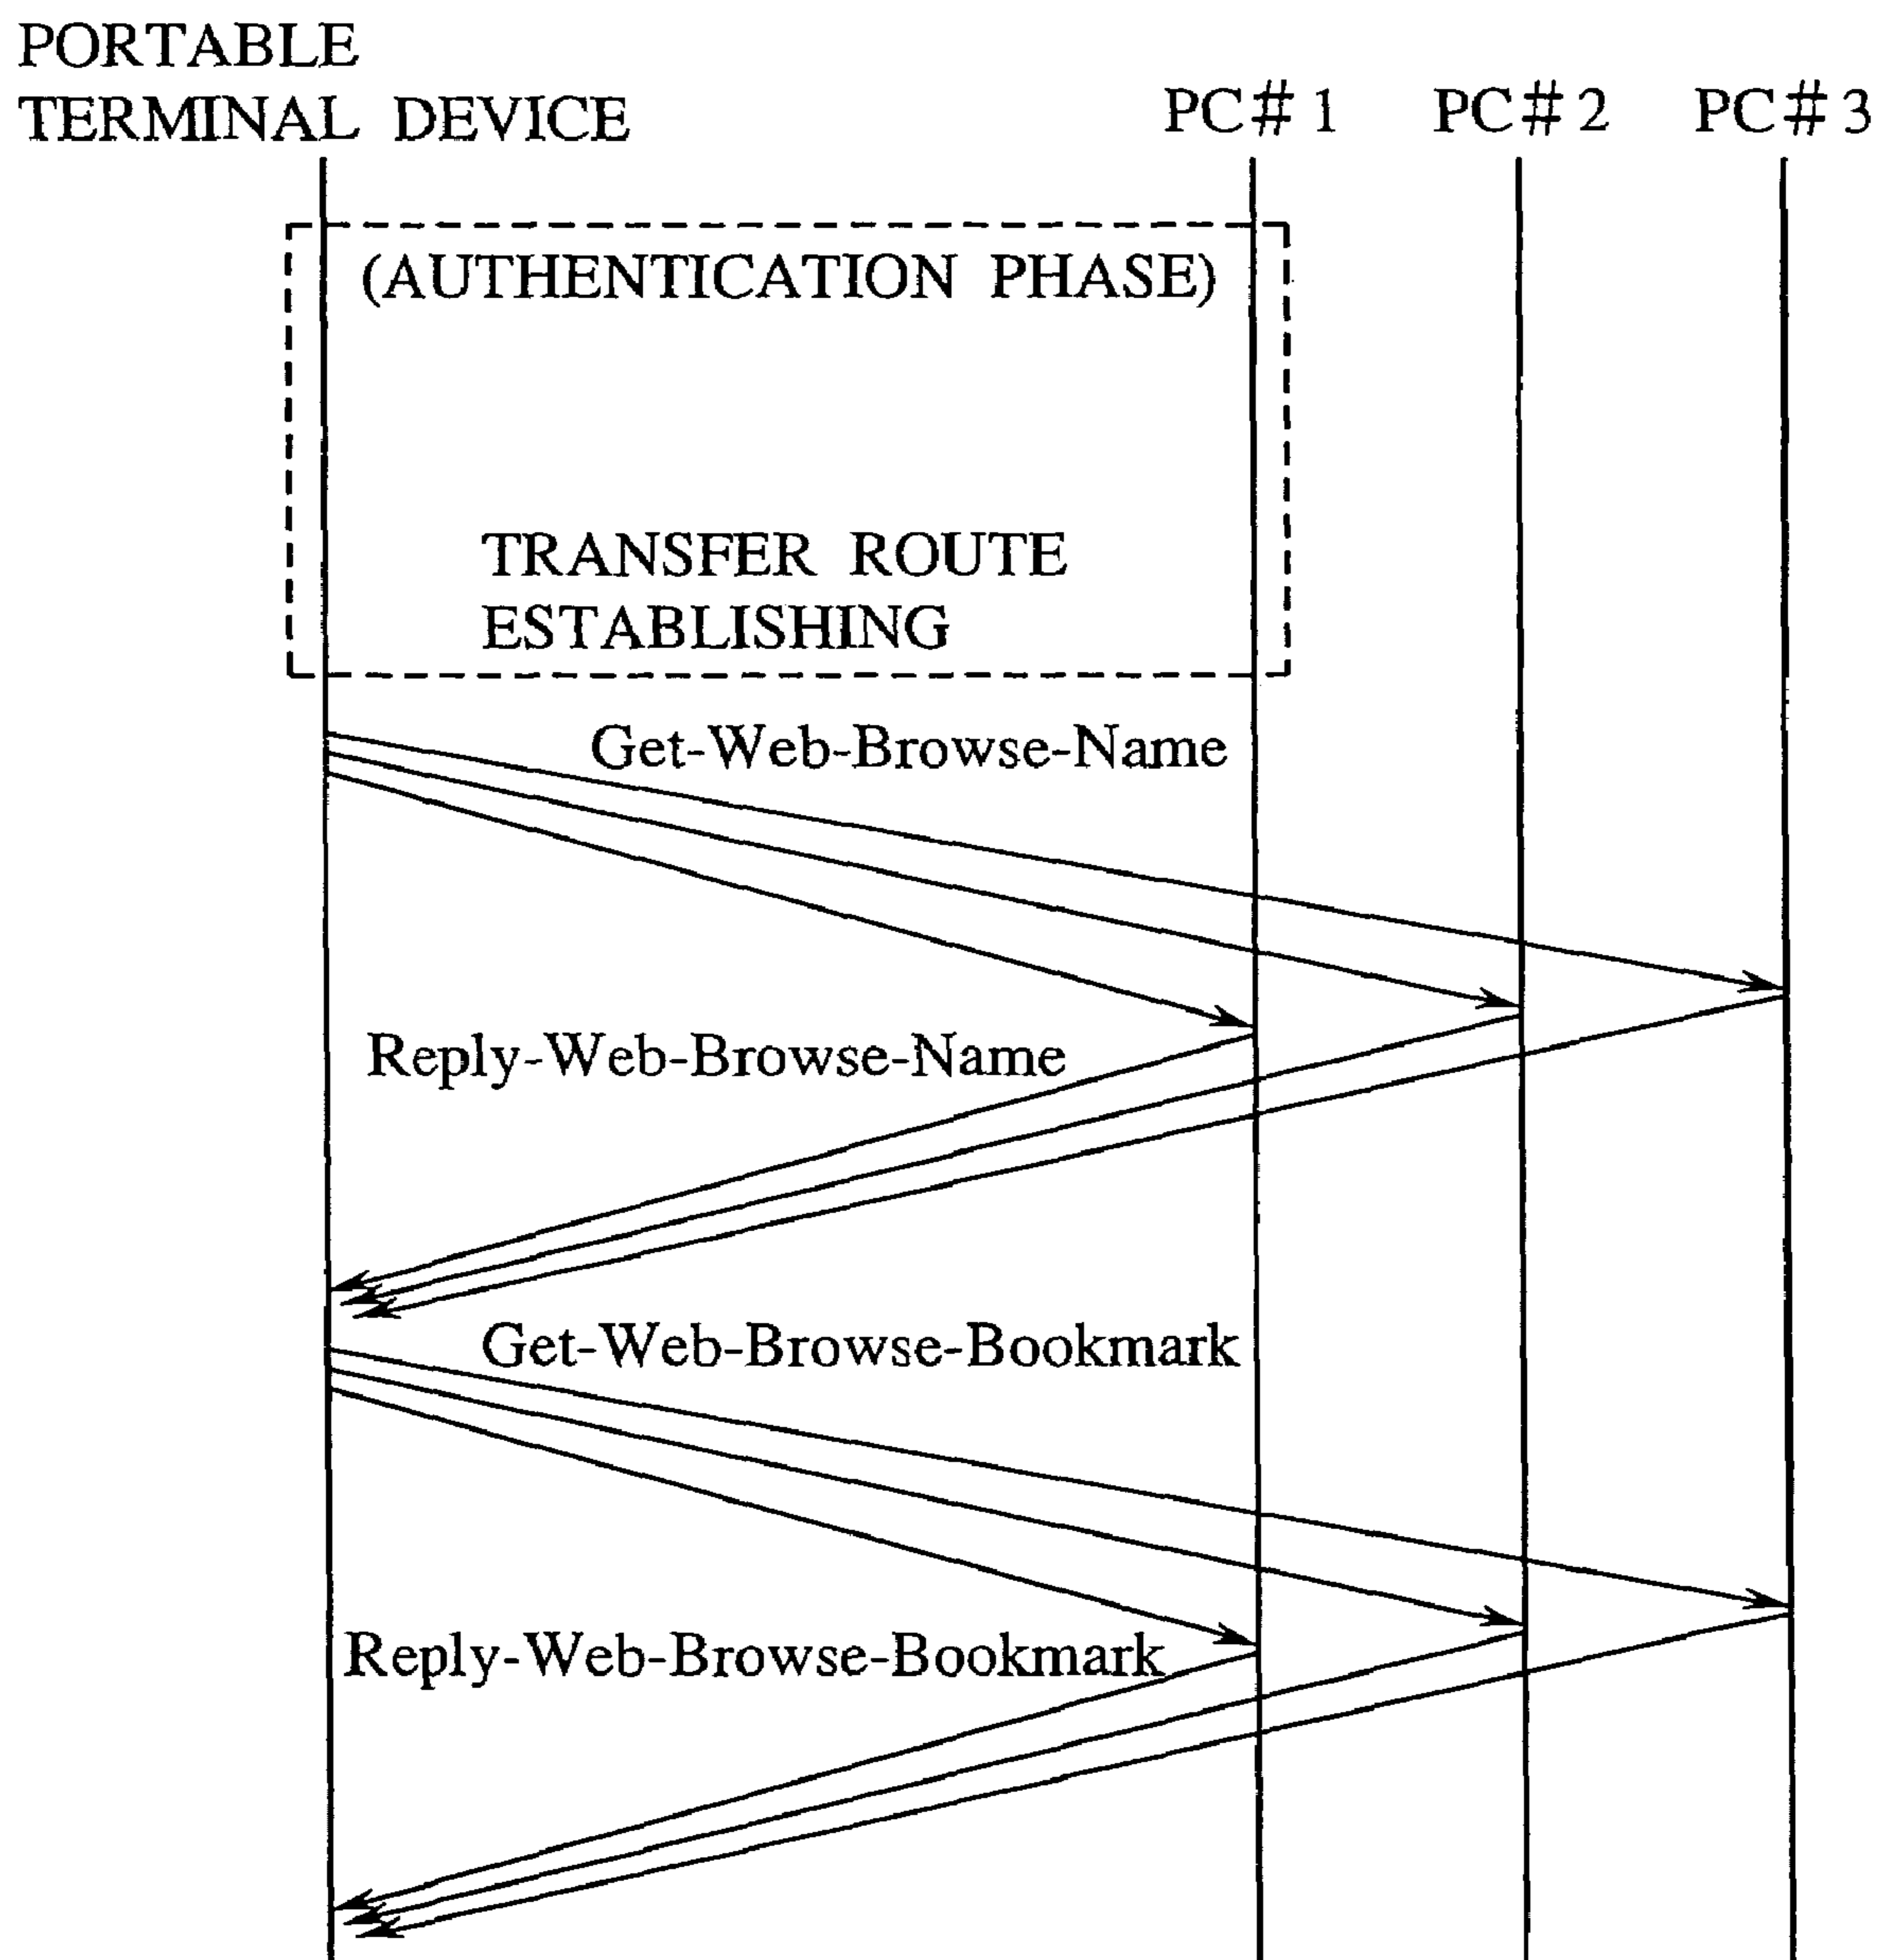 PORTABLE
TERMINAL DEVICE
PC#1
PC#2
PC#3
(AUTHENTICATION PHASE)
TRANSFER ROUTE
ESTABLISHING
Get-Web-Browse-Name
Reply-Web-Browse-Name
Get-Web-Browse-Bookmark
Reply-Web-Browse-Bookmark